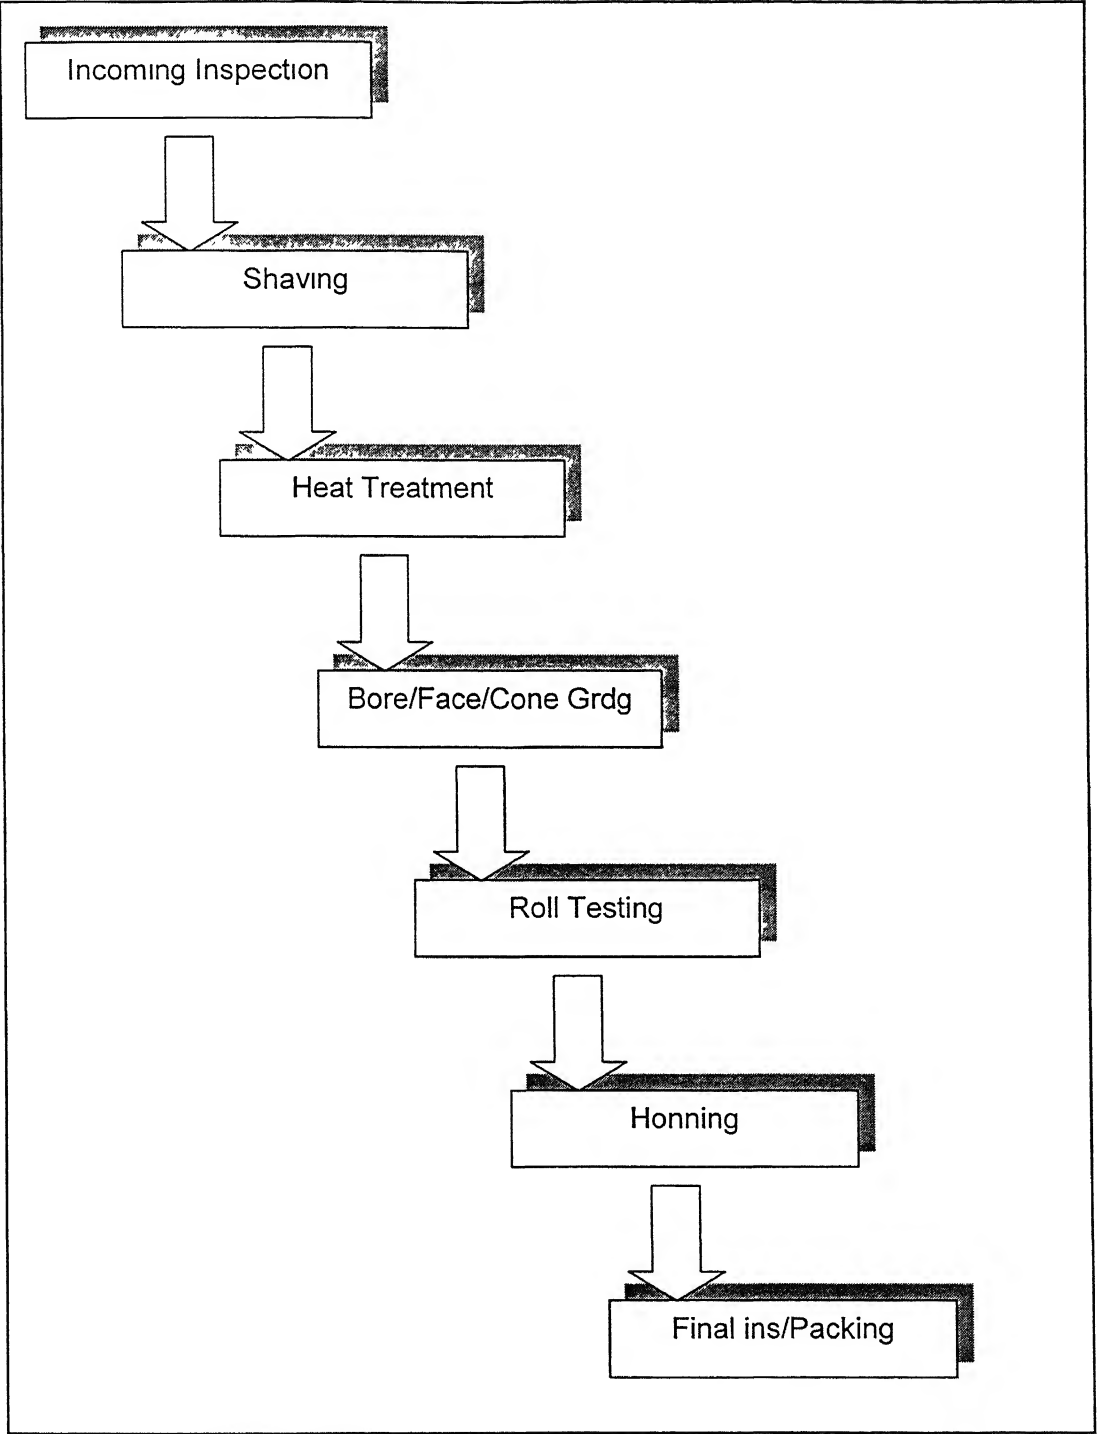 Incoming Inspection
Shaving
Heat Treatment
Bore/Face/Cone Grdg
Roll Testing
Honning
Final ins/Packing